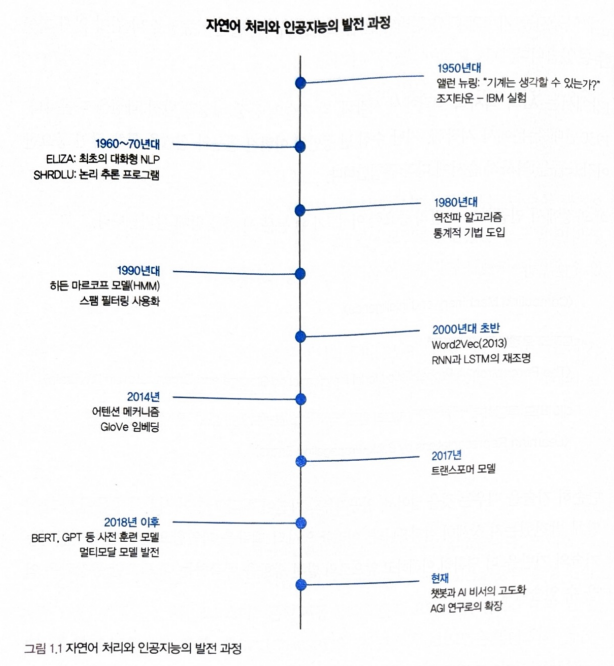 자연어 처리와 인공지능의 발전 과정
1950년대
앨런 튜링: "기계는 생각할 수 있는가?"
조지타운 – IBM 실험
1960~70년대
ELIZA: 최초의 대화형 NLP
SHRDLU: 논리 추론 프로그램
1980년대
역전파 알고리즘
통계적 기법 도입
1990년대
히든 마르코프 모델(HMM)
스팸 필터링 사용화
2000년대 초반
Word2Vec(2013)
RNN과 LSTM의 재조명
2014년
어텐션 메커니즘
GloVe 임베딩
2017년
트랜스포머 모델
2018년 이후
BERT, GPT 등 사전 훈련 모델
멀티모달 모델 발전
현재
챗봇과 AI 비서의 고도화
AGI 연구로의 확장
그림 1.1 자연어 처리와 인공지능의 발전 과정